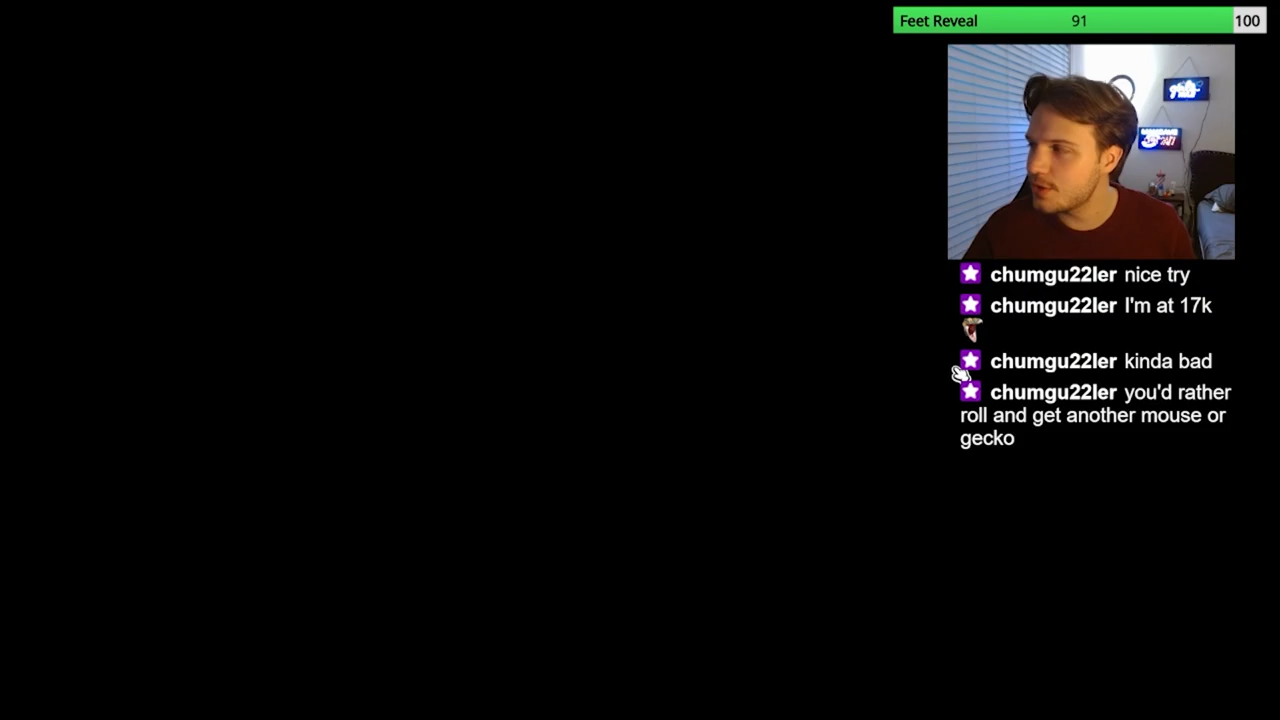 Feet Reveal 91 100
chumgu22ler nice try
chumgu22ler I'm at 17k
chumgu22ler kinda bad
chumgu22ler you'd rather
roll and get another mouse or
gecko